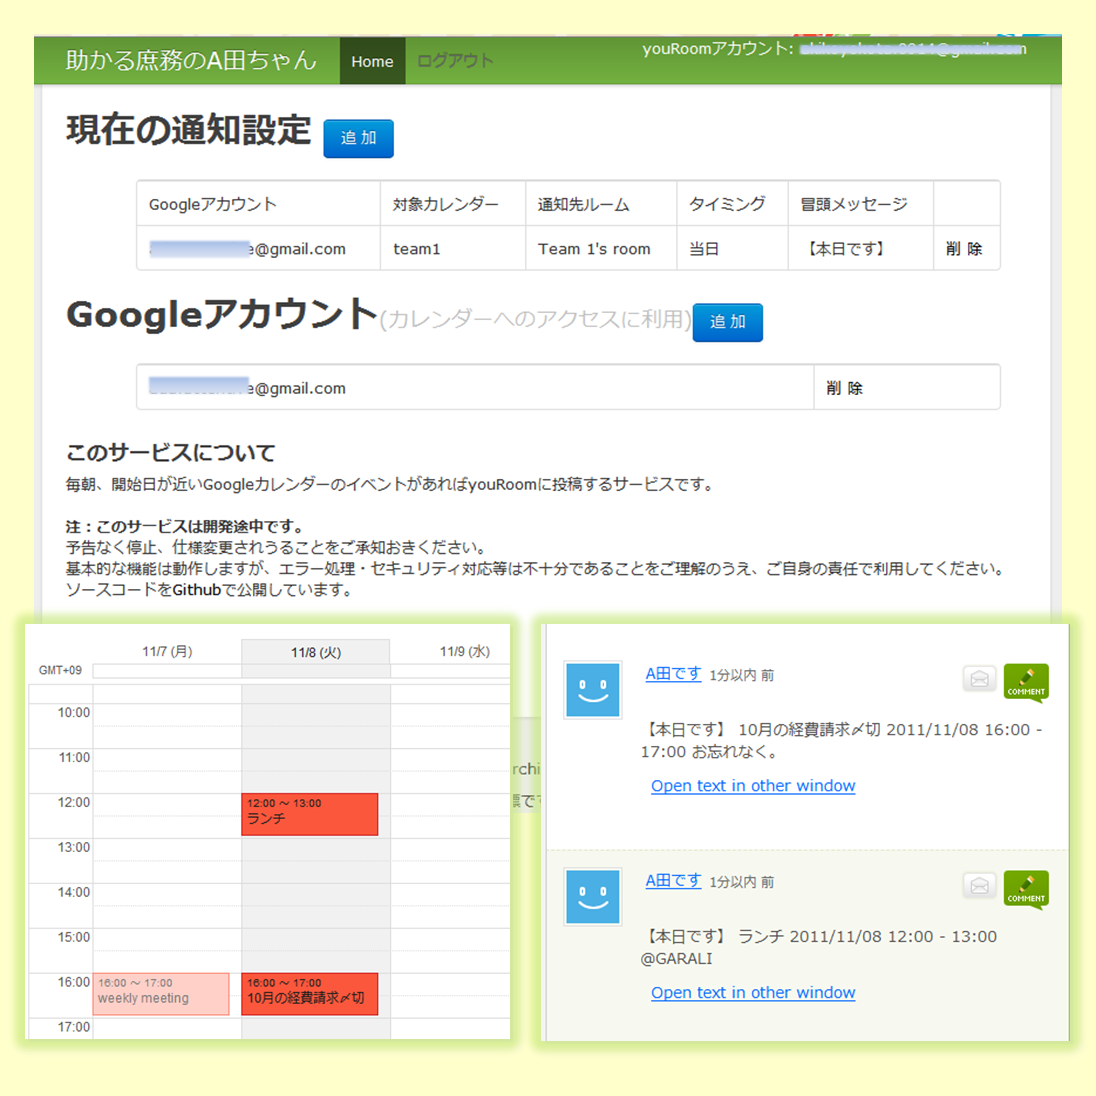 助かる庶務のA田ちゃん Home ログアウト youRoomアカウント:
現在の通知設定 追加
Googleアカウント 対象カレンダー 通知先ルーム タイミング 冒頭メッセージ
e@gmail.com team1 Team 1's room 当日 【本日です】 削除
Googleアカウント(カレンダーへのアクセスに利用) 追加
e@gmail.com 削除
このサービスについて
毎朝、開始日が近いGoogleカレンダーのイベントがあればyouRoomに投稿するサービスです。
注：このサービスは開発途中です。
予告なく停止、仕様変更されうることをご承知おきください。
基本的な機能は動作しますが、エラー処理・セキュリティ対応等は不十分であることをご理解のうえ、ご自身の責任で利用してください。
ソースコードをGithubで公開しています。
11/7 (月) 11/8 (火) 11/9 (水)
GMT+09
10:00
11:00
12:00 12:00 ～ 13:00
ランチ
13:00
14:00
15:00
16:00 16:00 ～ 17:00 16:00 ～ 17:00
weekly meeting 10月の経費請求〆切
17:00
A田です 1分以内 前 COMMENT
【本日です】 10月の経費請求〆切 2011/11/08 16:00 -
17:00 お忘れなく。
Open text in other window
A田です 1分以内 前 COMMENT
【本日です】 ランチ 2011/11/08 12:00 - 13:00
@GARALI
Open text in other window